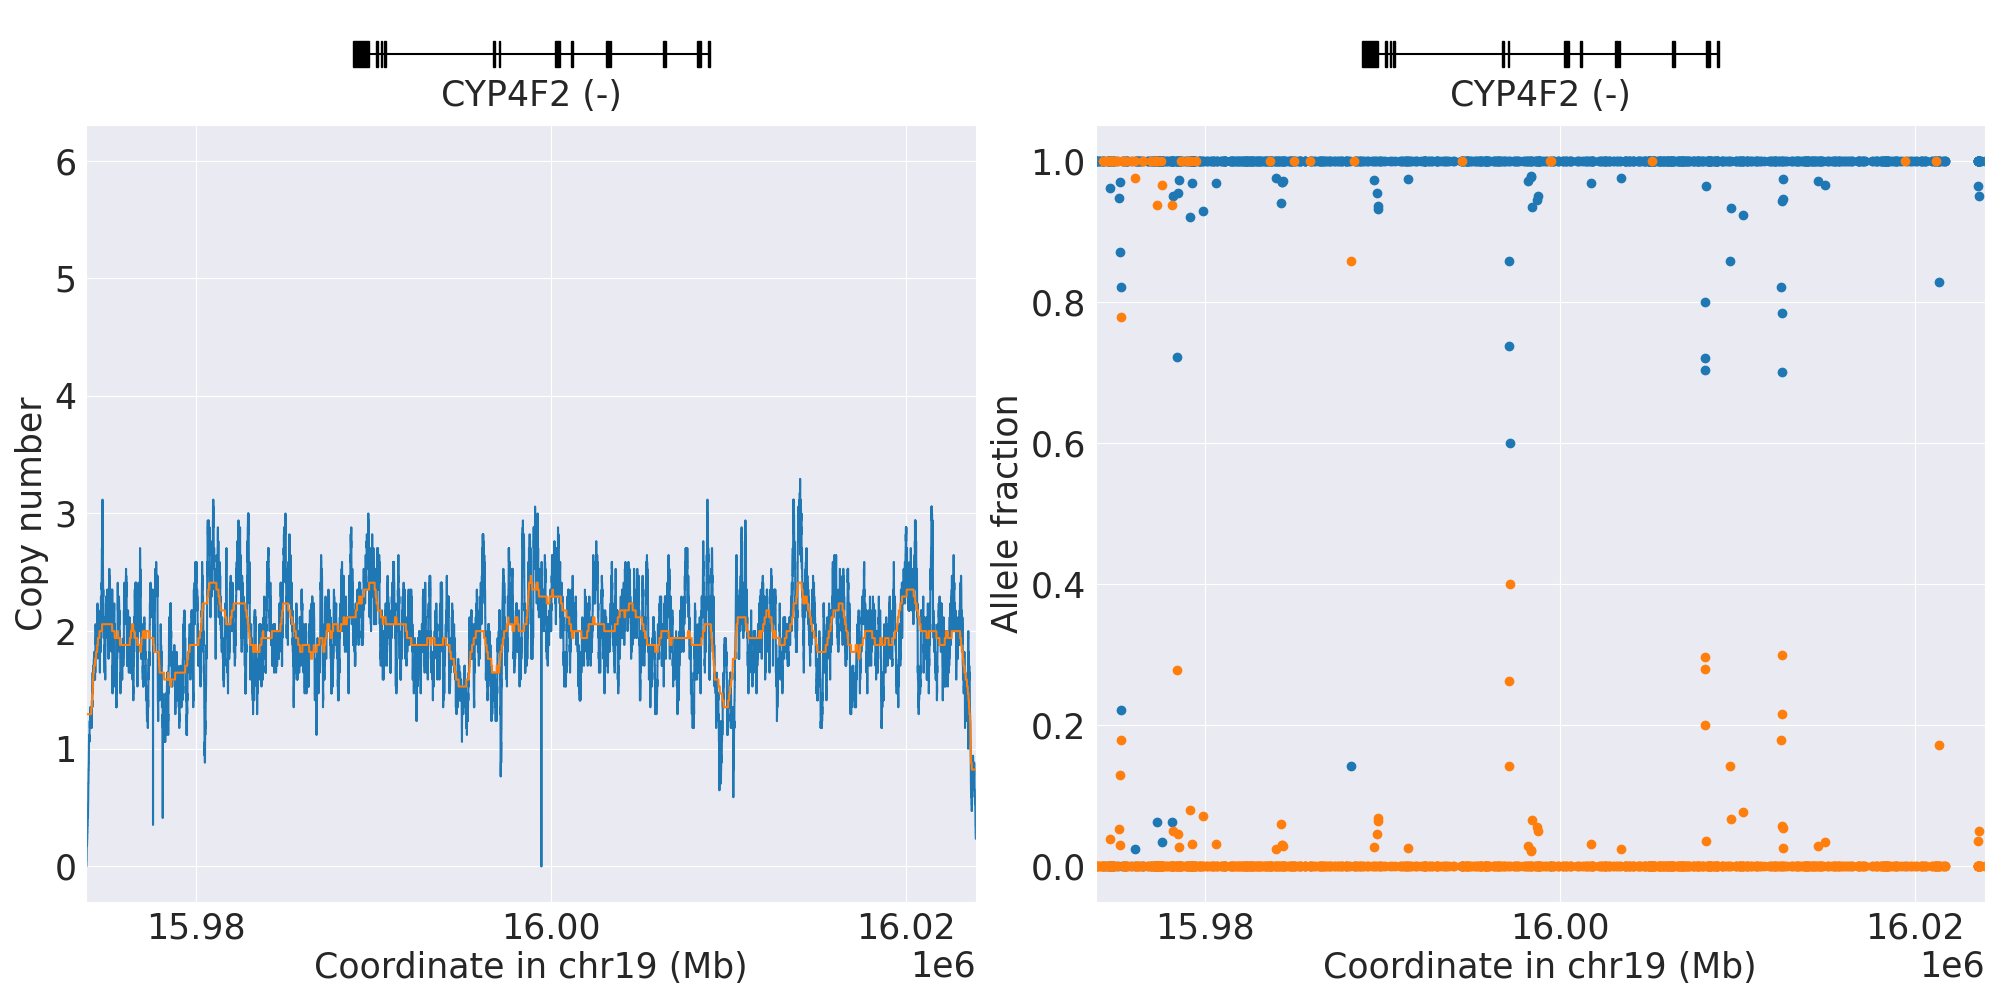 CYP4F2 (-)
6
5
4
3
2
1
0
Copy number
15.98
16.00
16.02
Coordinate in chr19 (Mb)
1e6
CYP4F2 (-)
1.0
0.8
0.6
0.4
0.2
0.0
Allele fraction
15.98
16.00
16.02
Coordinate in chr19 (Mb)
1e6